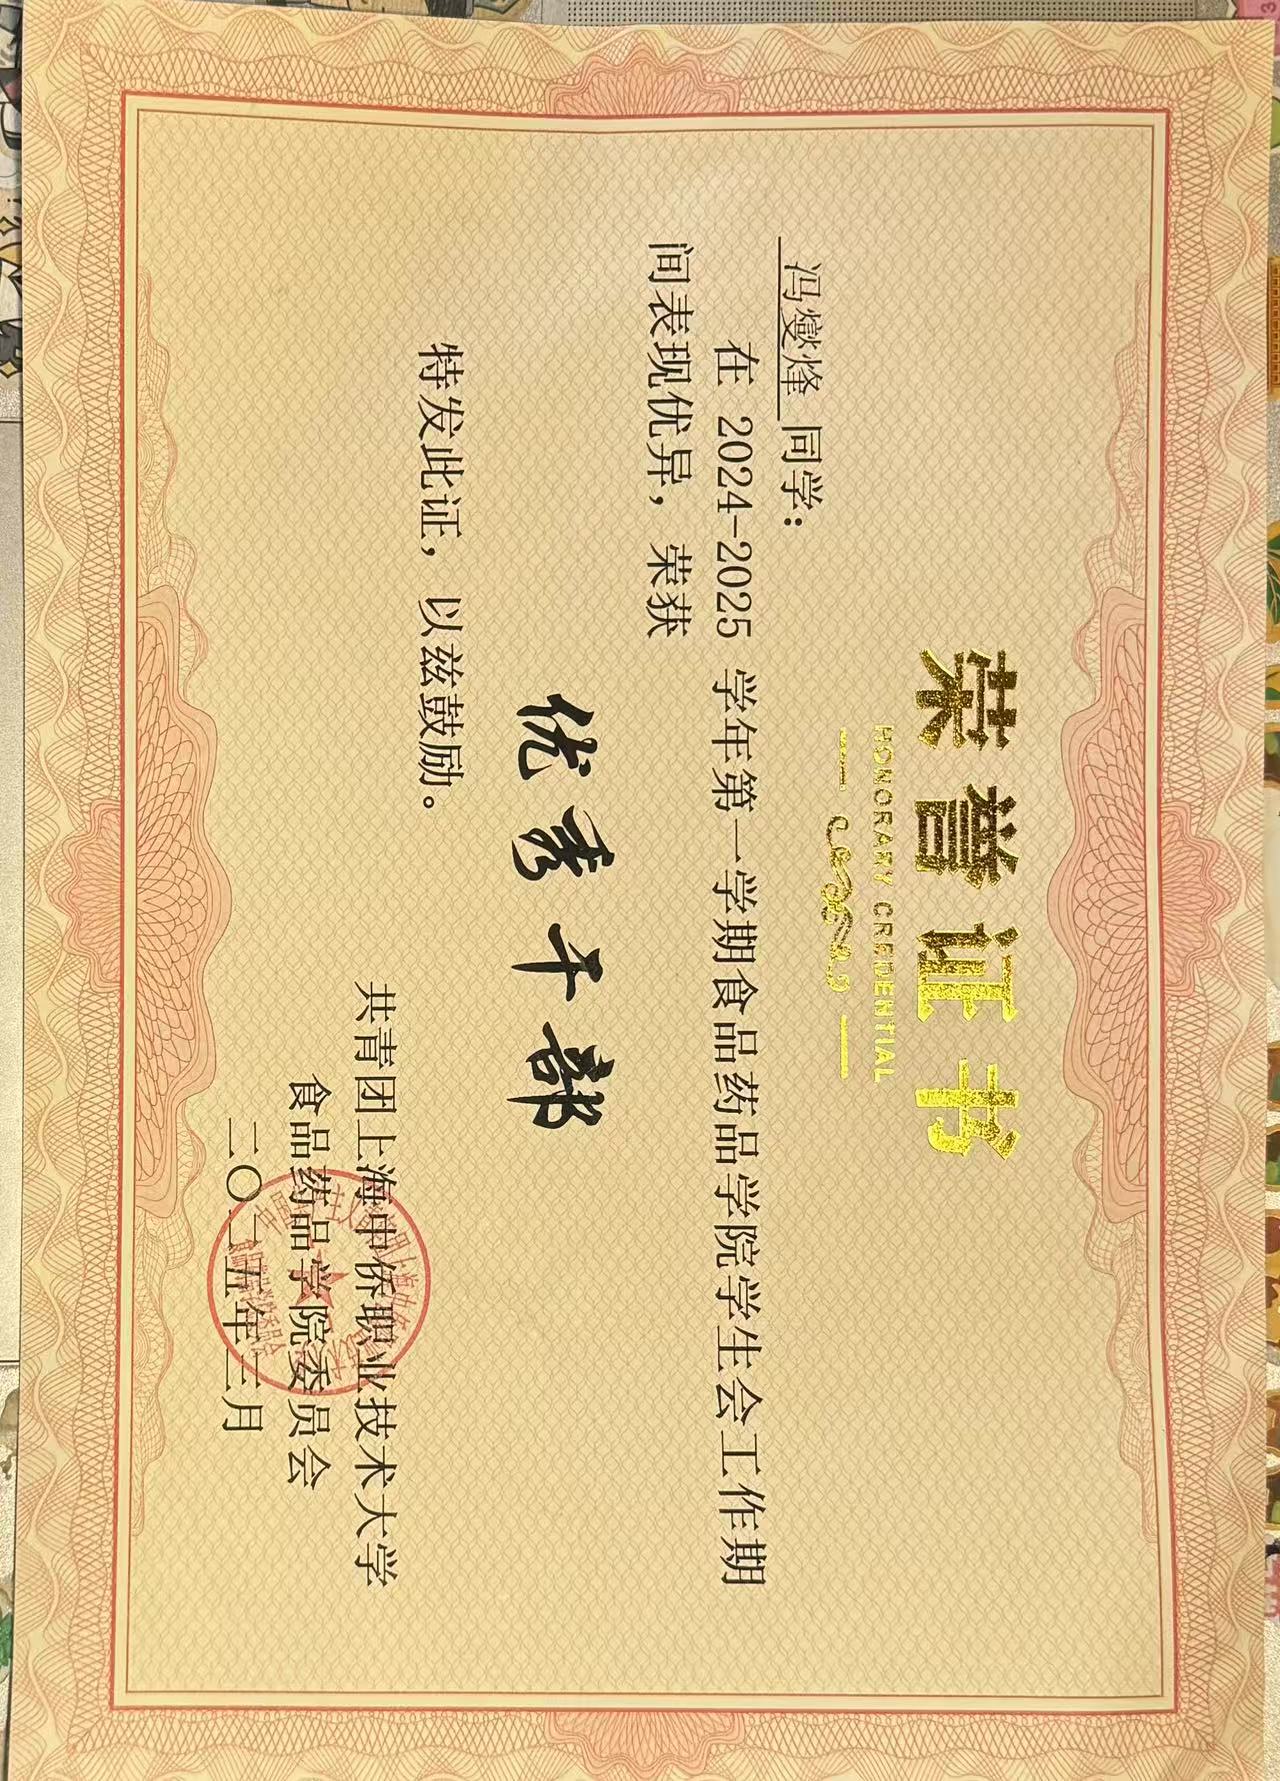 荣誉证书
HONORARY CREDENTIAL
冯燮烽 同学：
在 2024-2025 学年第一学期食品药品学院学生会工作期
间表现优异，荣获
优秀干部
特发此证，以兹鼓励。
共青团上海中侨职业技术大学
食品药品学院委员会
二〇二五年三月